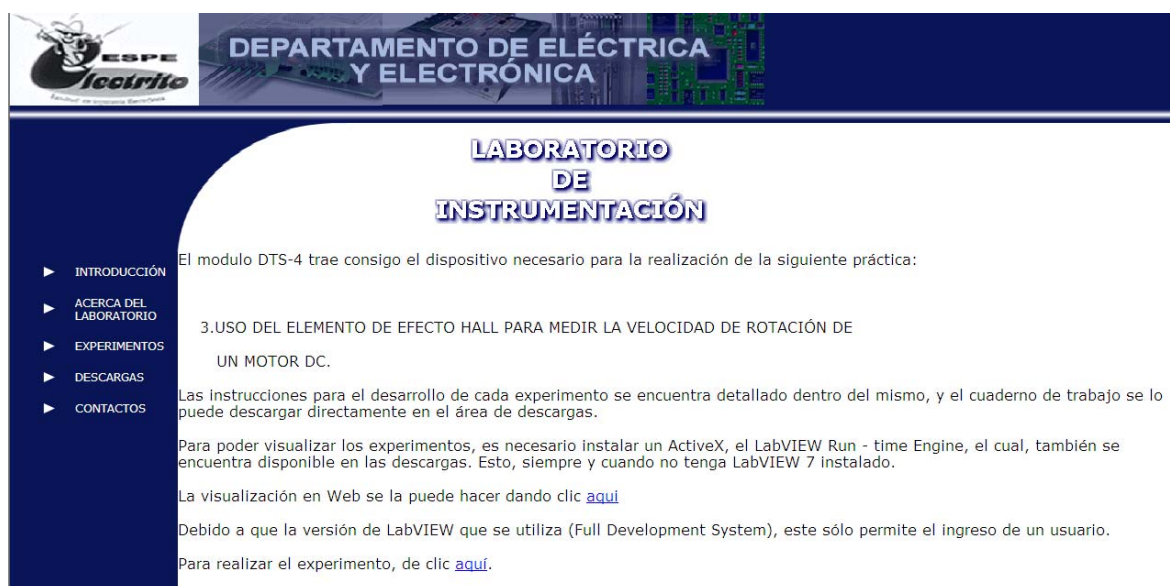 ESPE
Electrito
DEPARTAMENTO DE ELÉCTRICA
Y ELECTRÓNICA
LABORATORIO
DE
INSTRUMENTACIÓN
INTRODUCCIÓN
ACERCA DEL
LABORATORIO
EXPERIMENTOS
DESCARGAS
CONTACTOS
El modulo DTS-4 trae consigo el dispositivo necesario para la realización de la siguiente práctica:
3.USO DEL ELEMENTO DE EFECTO HALL PARA MEDIR LA VELOCIDAD DE ROTACIÓN DE
UN MOTOR DC.
Las instrucciones para el desarrollo de cada experimento se encuentra detallado dentro del mismo, y el cuaderno de trabajo se lo
puede descargar directamente en el área de descargas.
Para poder visualizar los experimentos, es necesario instalar un ActiveX, el LabVIEW Run - time Engine, el cual, también se
encuentra disponible en las descargas. Esto, siempre y cuando no tenga LabVIEW 7 instalado.
La visualización en Web se la puede hacer dando clic aqui
Debido a que la versión de LabVIEW que se utiliza (Full Development System), este sólo permite el ingreso de un usuario.
Para realizar el experimento, de clic aquí.